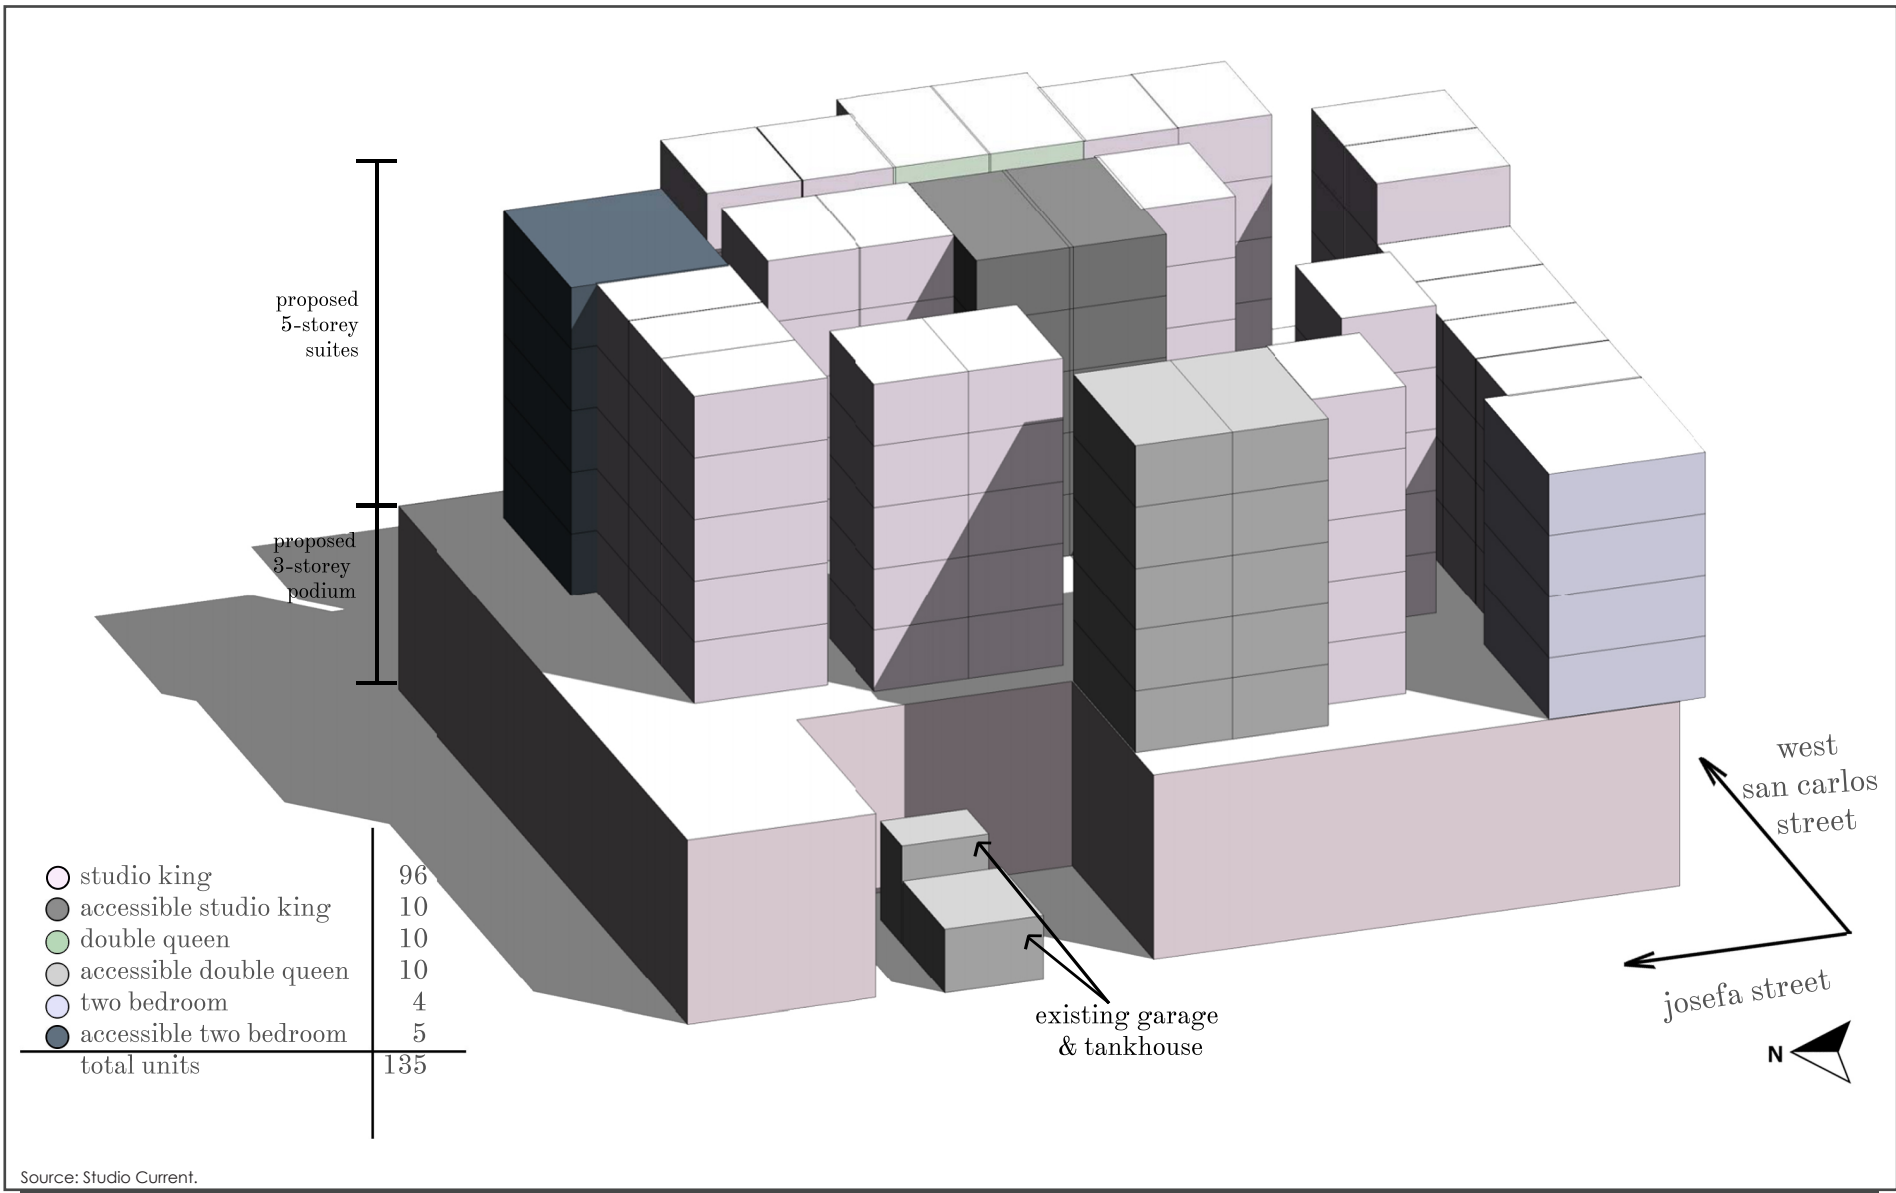 proposed
5-storey
suites
proposed
3-storey
podium
west
san carlos
street
josefa street
N
studio king 96
accessible studio king 10
double queen 10
accessible double queen 10
two bedroom 4
accessible two bedroom 5
total units 135
existing garage
& tankhouse
Source: Studio Current.